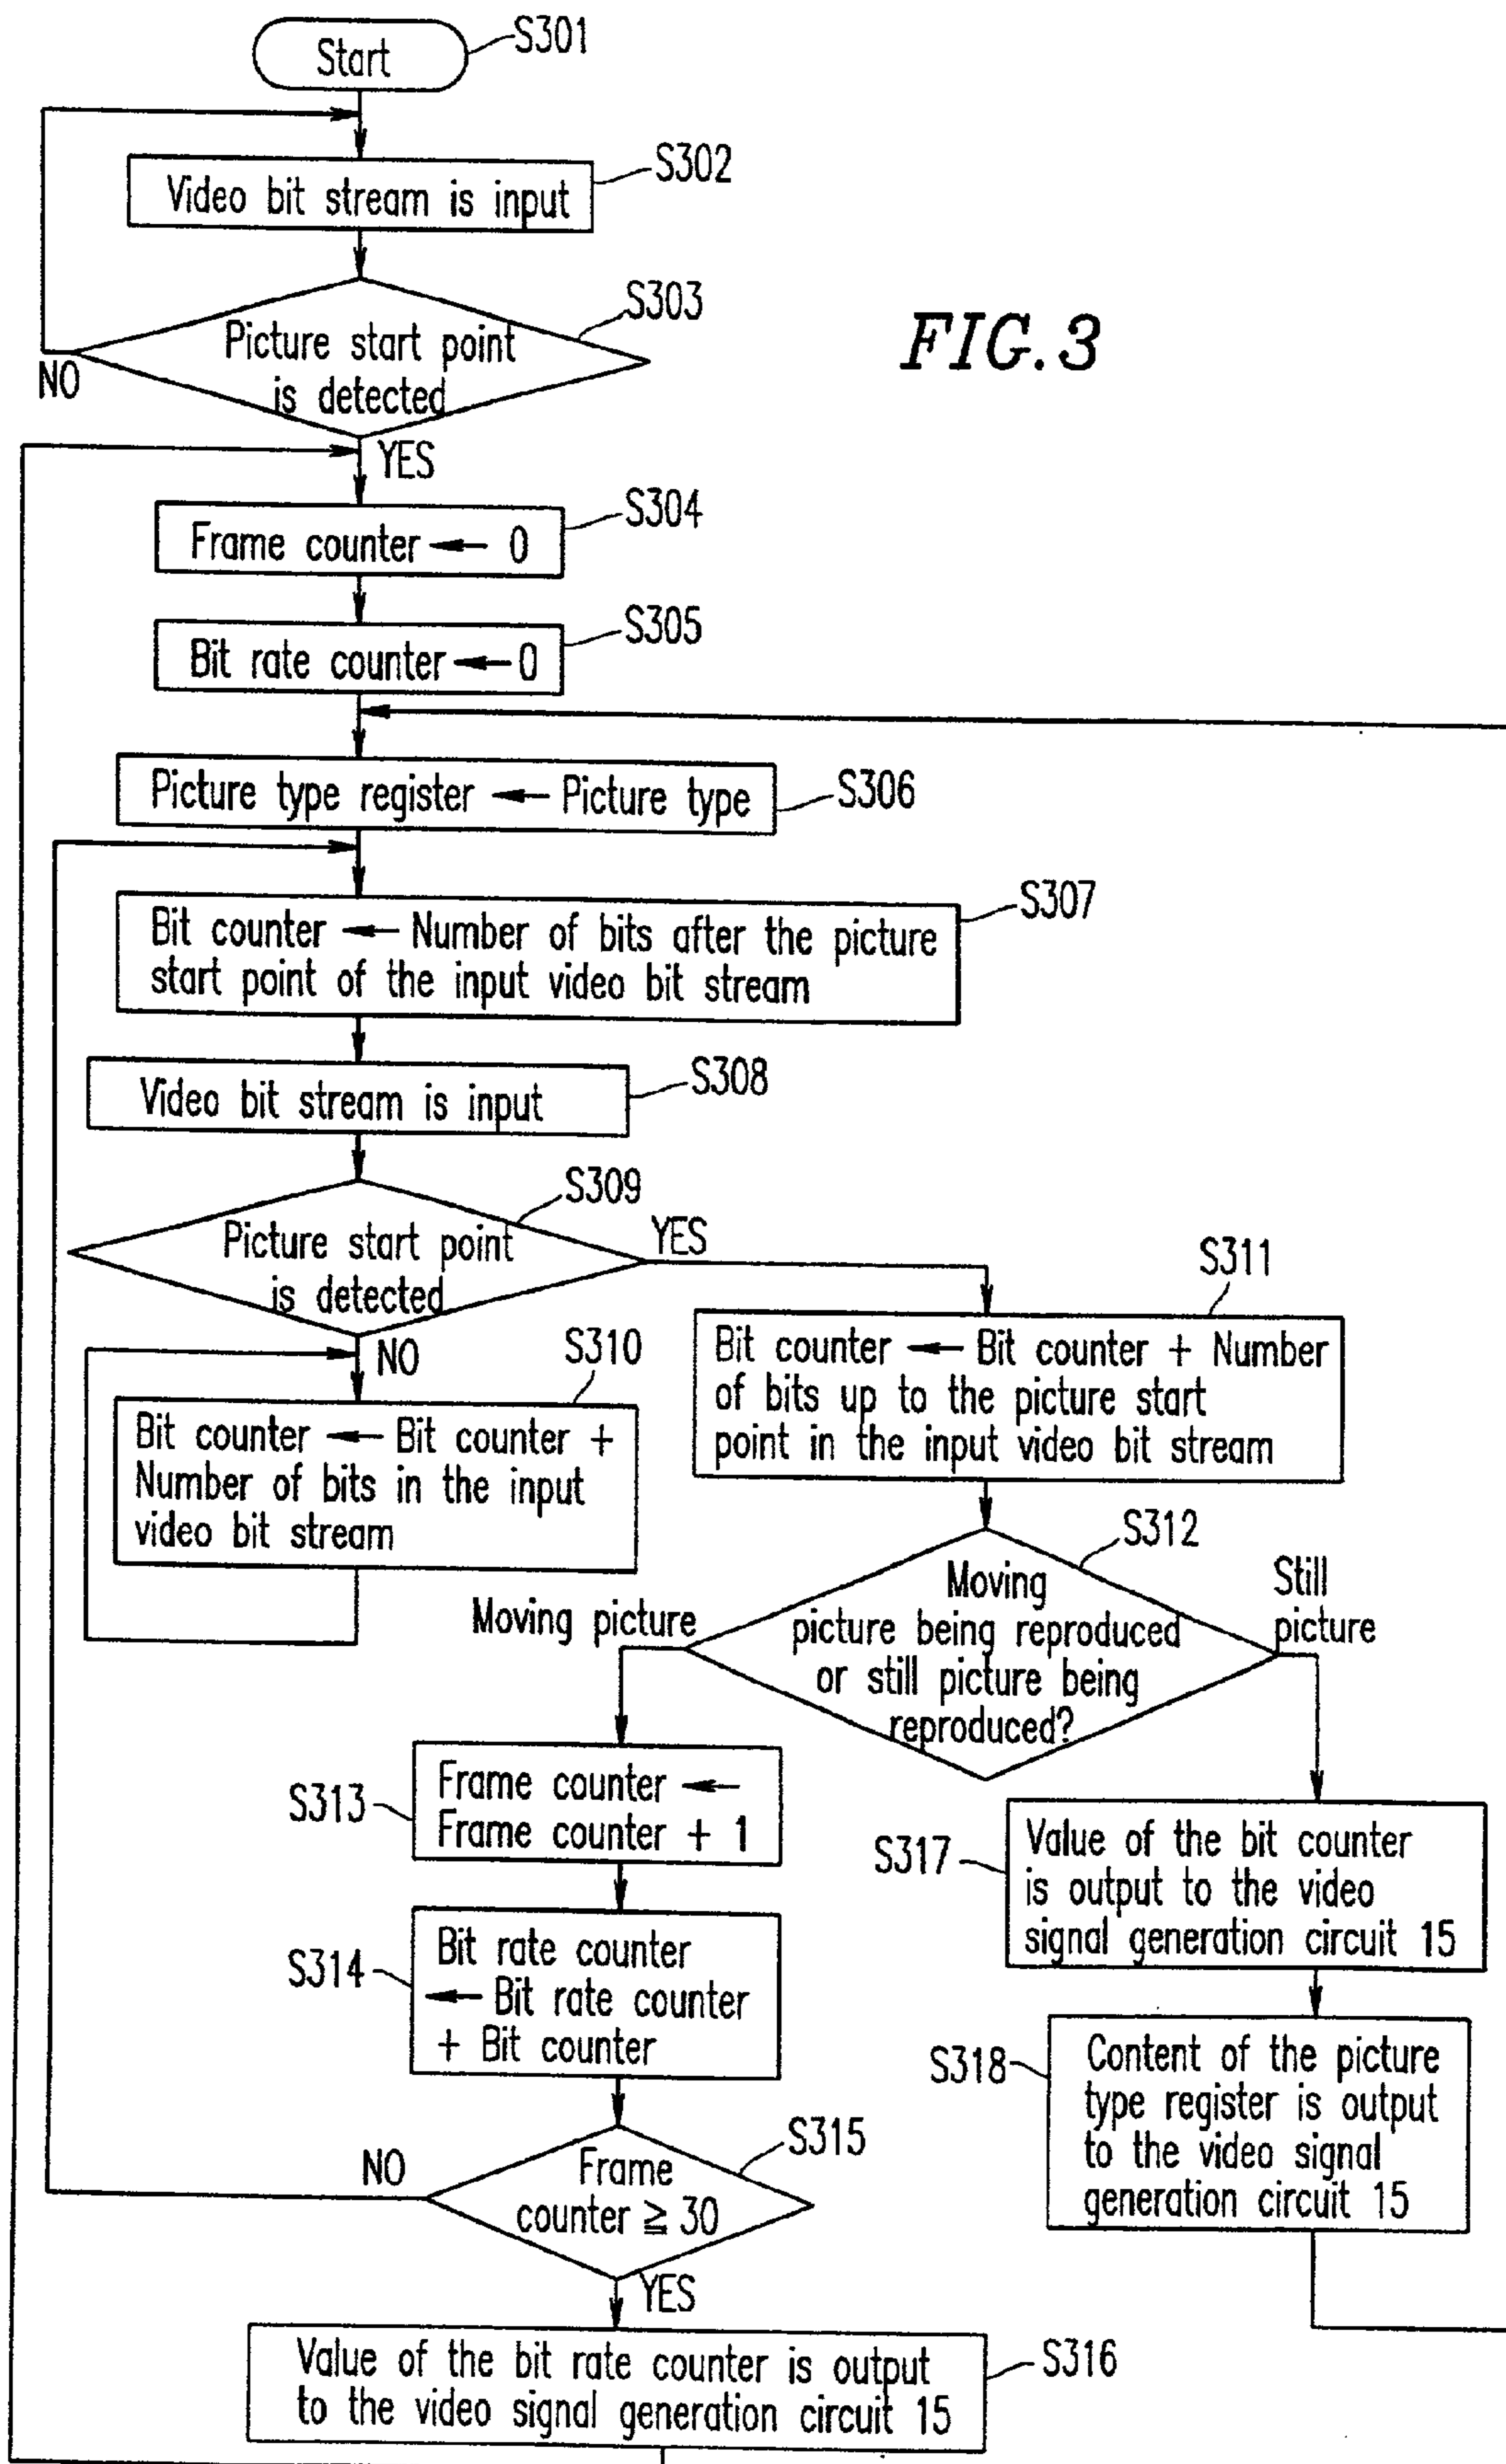 Start
S301
Video bit stream is input
S302
S303
Picture start point
is detected
NO
FIG.3
YES
S304
Frame counter ← 0
S305
Bit rate counter ← 0
Picture type register ← Picture type
S306
S307
Bit counter ← Number of bits after the picture
start point of the input video bit stream
S308
Video bit stream is input
S309
Picture start point
is detected
YES
NO
S310
Bit counter ← Bit counter +
Number of bits in the input
video bit stream
S311
Bit counter ← Bit counter + Number
of bits up to the picture start
point in the input video bit stream
S312
Moving
picture being reproduced
or still picture being
reproduced?
Moving picture
Still
picture
S313
Frame counter ←
Frame counter + 1
S314
Bit rate counter
← Bit rate counter
+ Bit counter
S315
Frame
counter ≧ 30
NO
YES
S316
Value of the bit rate counter is output
to the video signal generation circuit 15
S317
Value of the bit counter
is output to the video
signal generation circuit 15
S318
Content of the picture
type register is output
to the video signal
generation circuit 15